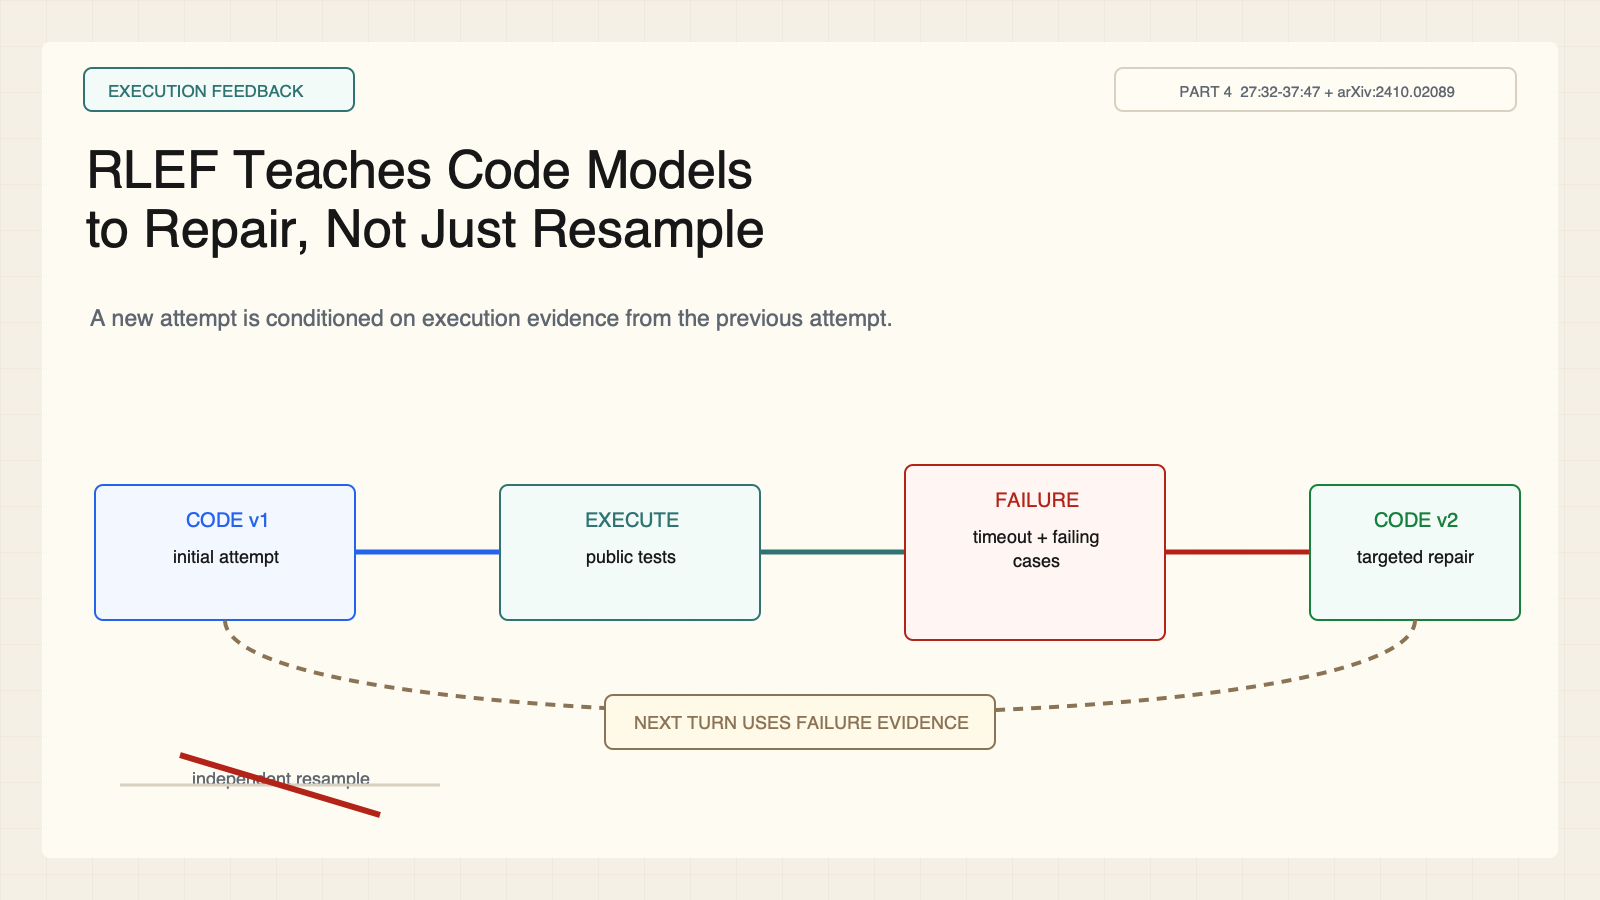 EXECUTION FEEDBACK
PART 4 27:32-37:47 + arXiv:2410.02089
RLEF Teaches Code Models
to Repair, Not Just Resample
A new attempt is conditioned on execution evidence from the previous attempt.
CODE v1
initial attempt
EXECUTE
public tests
FAILURE
timeout + failing
cases
CODE v2
targeted repair
NEXT TURN USES FAILURE EVIDENCE
independent resample